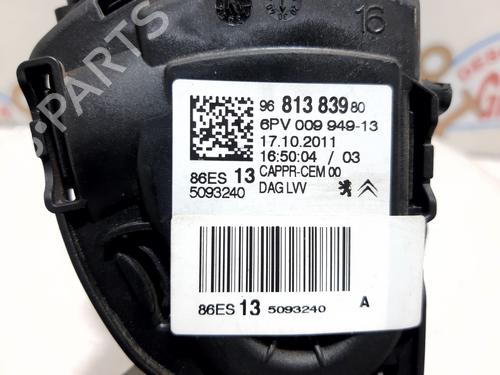 16
96 813 839 80
6PV 009 949-13
17.10.2011
16:50:04 / 03
86ES 13 CAPPR-CEM 00
5093240 DAG LVV
86ES 13 5093240 A